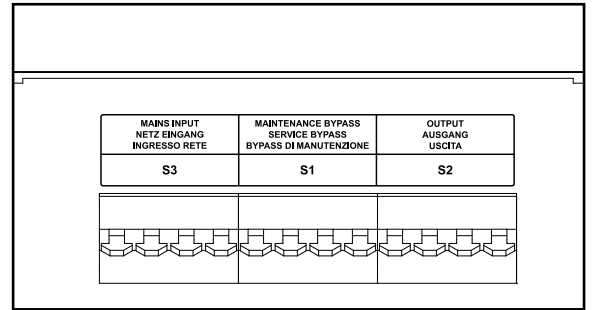 MAINS INPUT
NETZ EINGANG
INGRESSO RETE
S3
MAINTENANCE BYPASS
SERVICE BYPASS
BYPASS DI MANUTENZIONE
S1
OUTPUT
AUSGANG
USCITA
S2